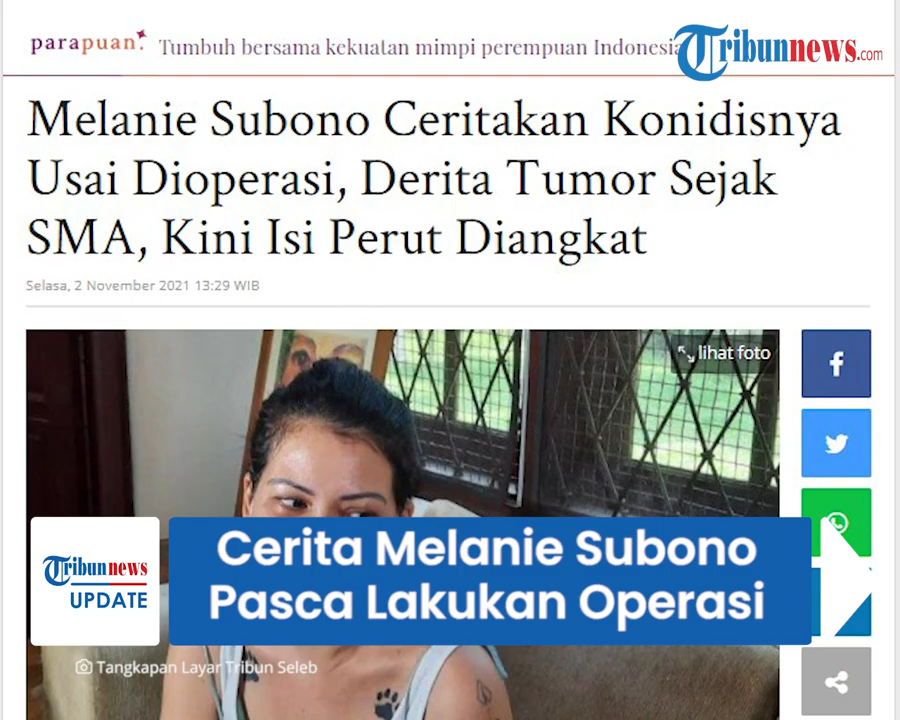 parapuan.
Tumbuh bersama kekuatan mimpi perempuan Indonesia
Tribunnews.com
Melanie Subono Ceritakan Konidisnya
Usai Dioperasi, Derita Tumor Sejak
SMA, Kini Isi Perut Diangkat
Selasa, 2 November 2021 13:29 WIB
lihat foto
Cerita Melanie Subono
Pasca Lakukan Operasi
Tribunnews
UPDATE
Tangkapan Layar Tribun Seleb